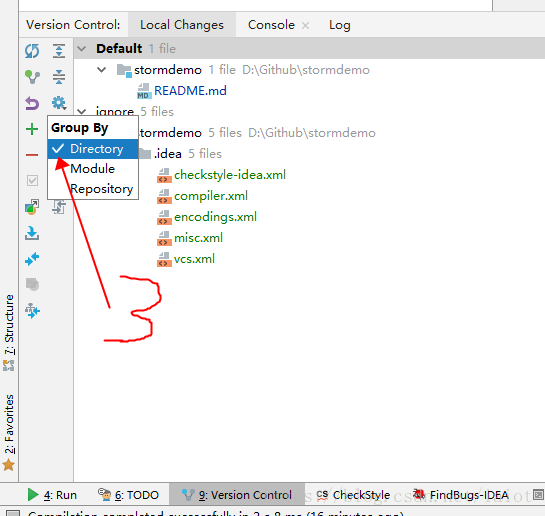 Version Control: Local Changes Console × Log
Default 1 file
stormdemo 1 file D:\Github\stormdemo
README.md
ignore 5 files
stormdemo 5 files D:\Github\stormdemo
.idea 5 files
checkstyle-idea.xml
compiler.xml
encodings.xml
misc.xml
vcs.xml
Group By
Directory
Module
Repository
3
7: Structure
2: Favorites
4: Run 6: TODO 9: Version Control CS CheckStyle FindBugs-IDEA
Compilation completed successfully in 2 s 8 ms (16 minutes ago)